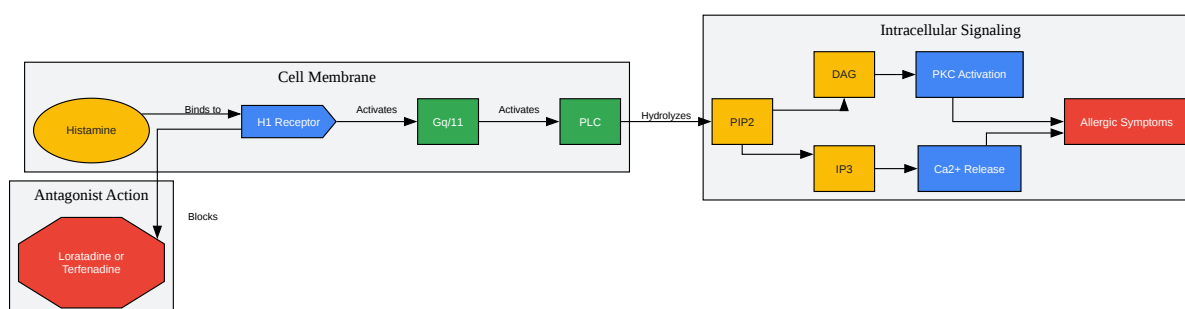 Intracellular Signaling
Cell Membrane
DAG
PKC Activation
Histamine
Binds to
H1 Receptor
Activates
Gq/11
Activates
PLC
Hydrolyzes
PIP2
Allergic Symptoms
IP3
Ca2+ Release
Antagonist Action
Blocks
Loratadine or
Terfenadine